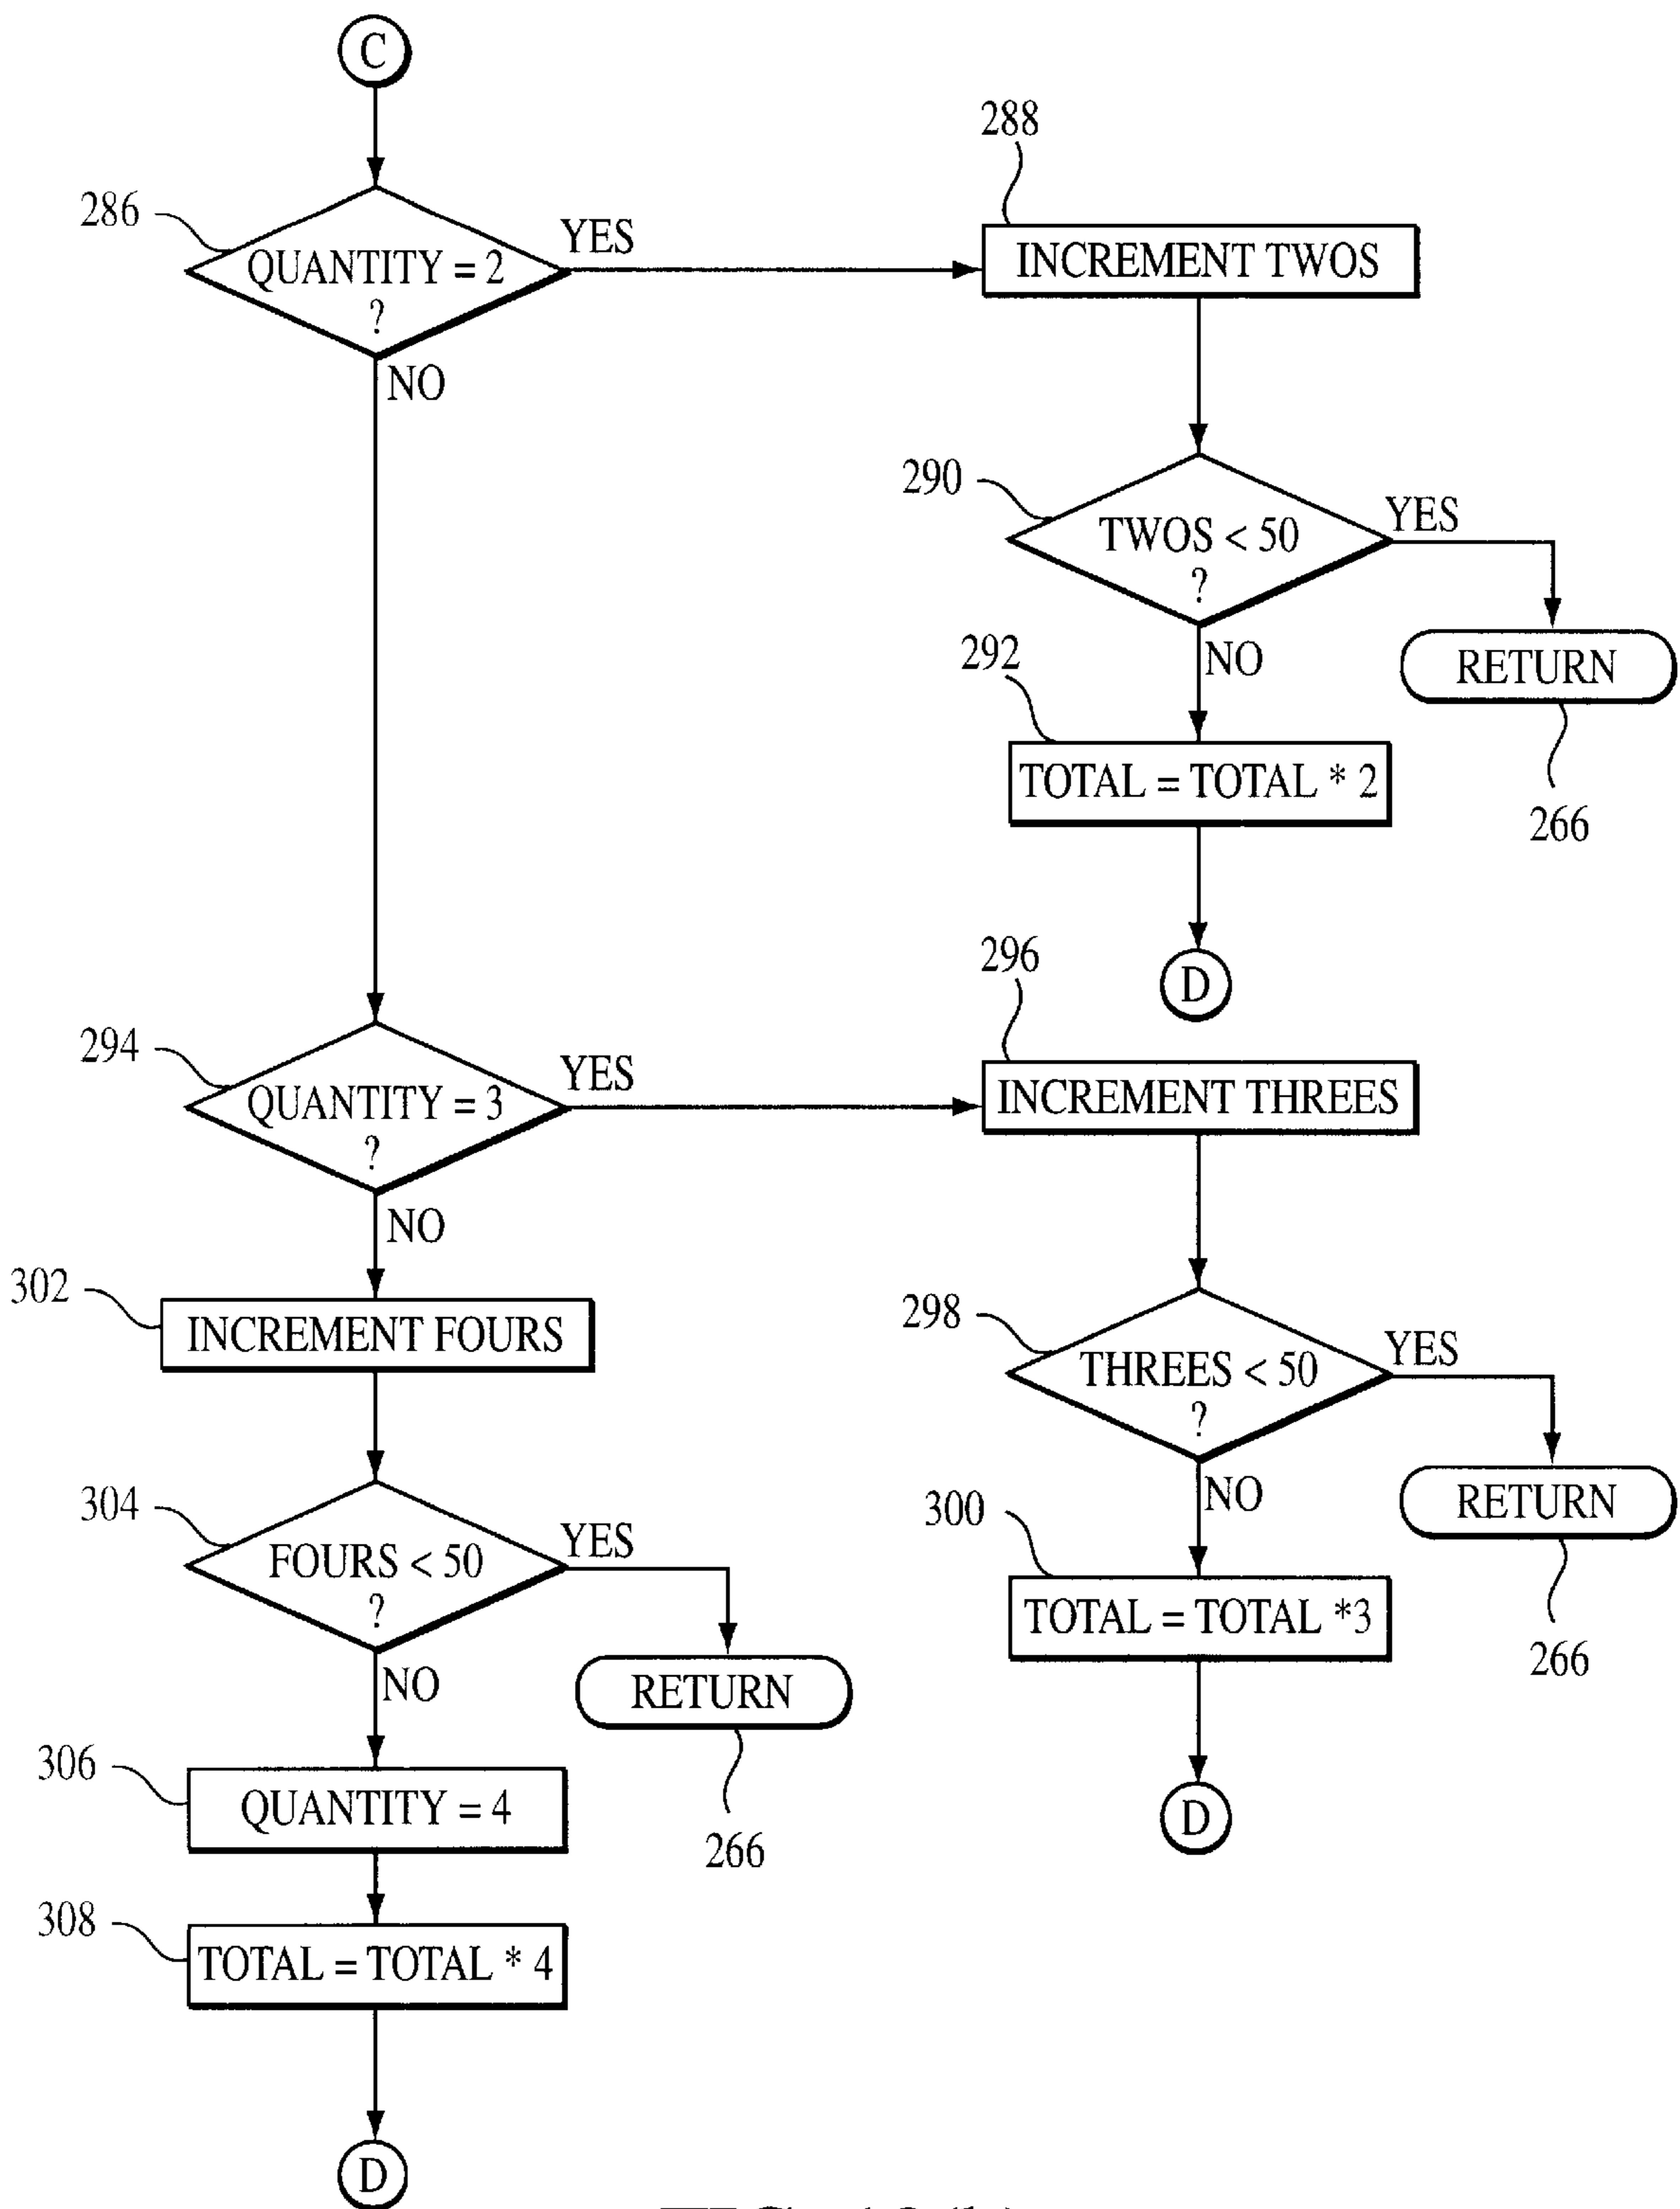 C
288
286
YES
INCREMENT TWOS
QUANTITY = 2
?
NO
290
YES
TWOS < 50
?
292
NO
RETURN
TOTAL = TOTAL * 2
266
296
D
294
YES
INCREMENT THREES
QUANTITY = 3
?
NO
302
298
INCREMENT FOURS
YES
THREES < 50
?
304
NO
300
RETURN
YES
FOURS < 50
?
TOTAL = TOTAL *3
266
NO
RETURN
306
QUANTITY = 4
D
266
308
TOTAL = TOTAL * 4
D